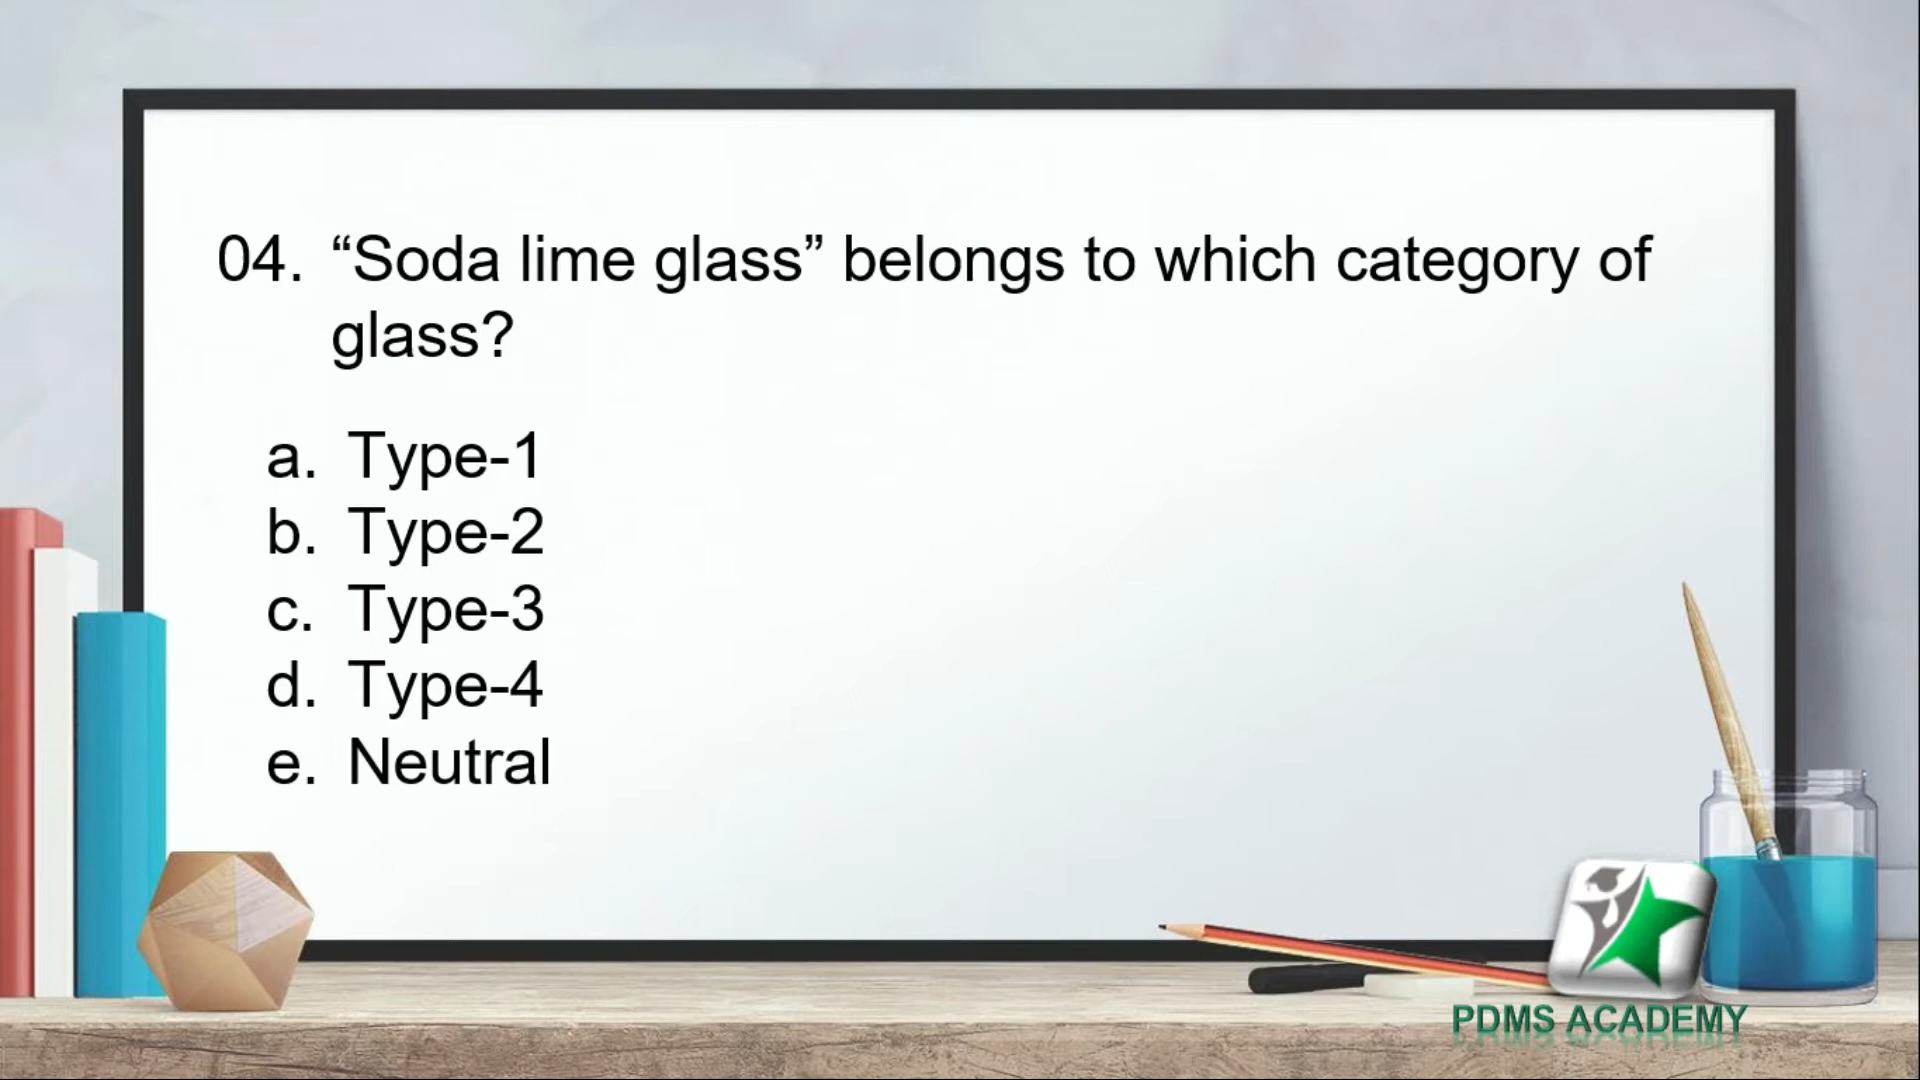 04. “Soda lime glass” belongs to which category of
glass?
a. Type-1
b. Type-2
c. Type-3
d. Type-4
e. Neutral
PDMS ACADEMY